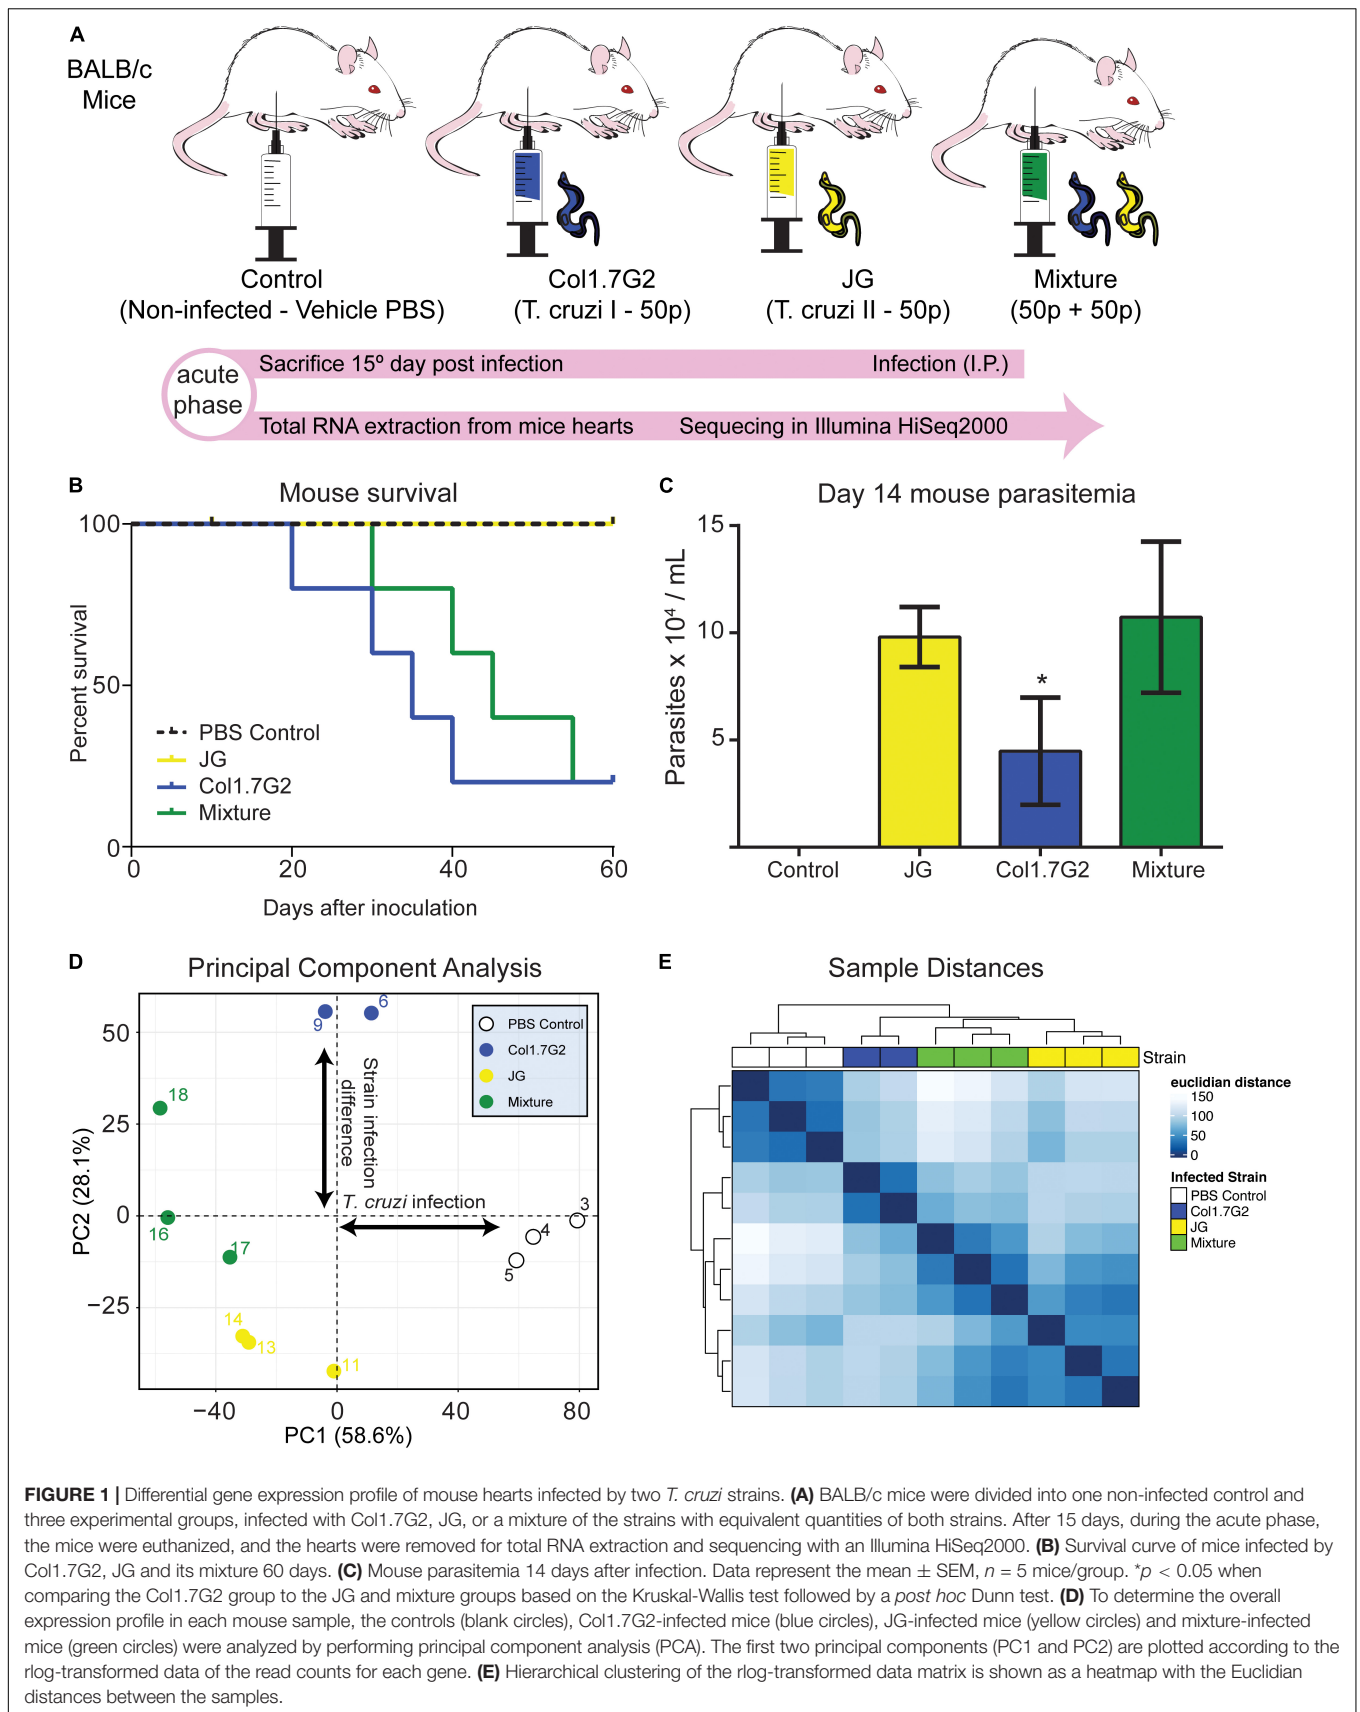 A
BALB/c
Mice
Control
(Non-infected - Vehicle PBS)
Col1.7G2
(T. cruzi I - 50p)
JG
(T. cruzi II - 50p)
Mixture
(50p + 50p)
acute
phase
Sacrifice 15º day post infection
Infection (I.P.)
Total RNA extraction from mice hearts
Sequecing in Illumina HiSeq2000
B
Mouse survival
Percent survival
100
50
0
PBS Control
JG
Col1.7G2
Mixture
0
20
40
60
Days after inoculation
C
Day 14 mouse parasitemia
Parasites x 10⁴ / mL
15
10
5
*
Control
JG
Col1.7G2
Mixture
D
Principal Component Analysis
PC2 (28.1%)
50
25
0
−25
9
6
18
16
17
14
13
11
3
4
5
Strain infection
difference
T. cruzi infection
PBS Control
Col1.7G2
JG
Mixture
−40
0
40
80
PC1 (58.6%)
E
Sample Distances
Strain
euclidian distance
150
100
50
0
Infected Strain
PBS Control
Col1.7G2
JG
Mixture
FIGURE 1 | Differential gene expression profile of mouse hearts infected by two T. cruzi strains. (A) BALB/c mice were divided into one non-infected control and
three experimental groups, infected with Col1.7G2, JG, or a mixture of the strains with equivalent quantities of both strains. After 15 days, during the acute phase,
the mice were euthanized, and the hearts were removed for total RNA extraction and sequencing with an Illumina HiSeq2000. (B) Survival curve of mice infected by
Col1.7G2, JG and its mixture 60 days. (C) Mouse parasitemia 14 days after infection. Data represent the mean ± SEM, n = 5 mice/group. *p < 0.05 when
comparing the Col1.7G2 group to the JG and mixture groups based on the Kruskal-Wallis test followed by a post hoc Dunn test. (D) To determine the overall
expression profile in each mouse sample, the controls (blank circles), Col1.7G2-infected mice (blue circles), JG-infected mice (yellow circles) and mixture-infected
mice (green circles) were analyzed by performing principal component analysis (PCA). The first two principal components (PC1 and PC2) are plotted according to the
rlog-transformed data of the read counts for each gene. (E) Hierarchical clustering of the rlog-transformed data matrix is shown as a heatmap with the Euclidian
distances between the samples.